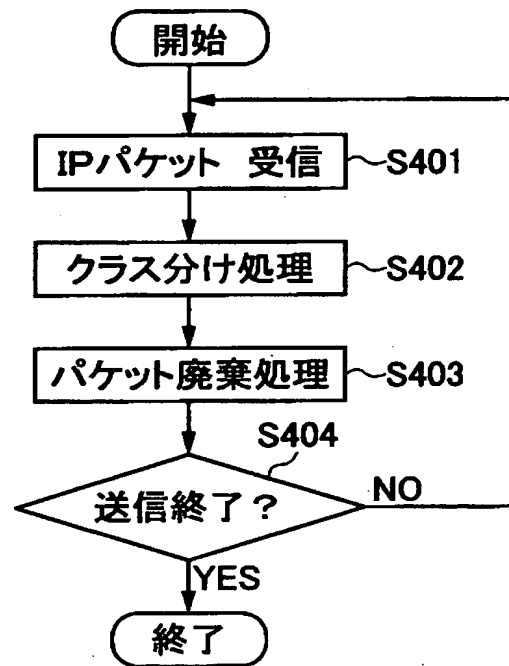 開始
IPパケット 受信
S401
クラス分け処理
S402
パケット廃棄処理
S403
S404
送信終了?
NO
YES
終了